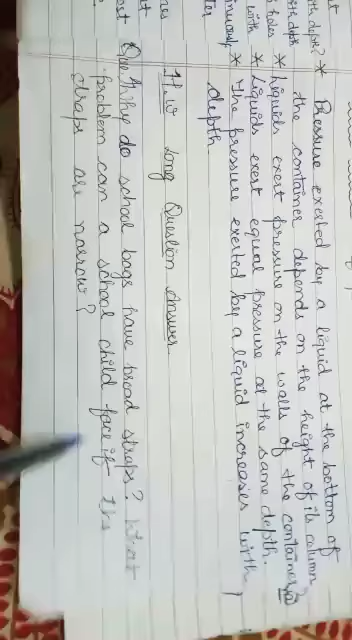 depth? * Pressure exerted by a liquid at the bottom of
the container depends on the height of its column
holes * Liquids exert pressure on the walls of the container
with * Liquids exert equal pressure at the same depth.
* The pressure exerted by a liquid increases with
depth.
H.W Long Question Answer
Que Why do school bags have broad straps? What
problem can a school child face if the
straps are narrow?